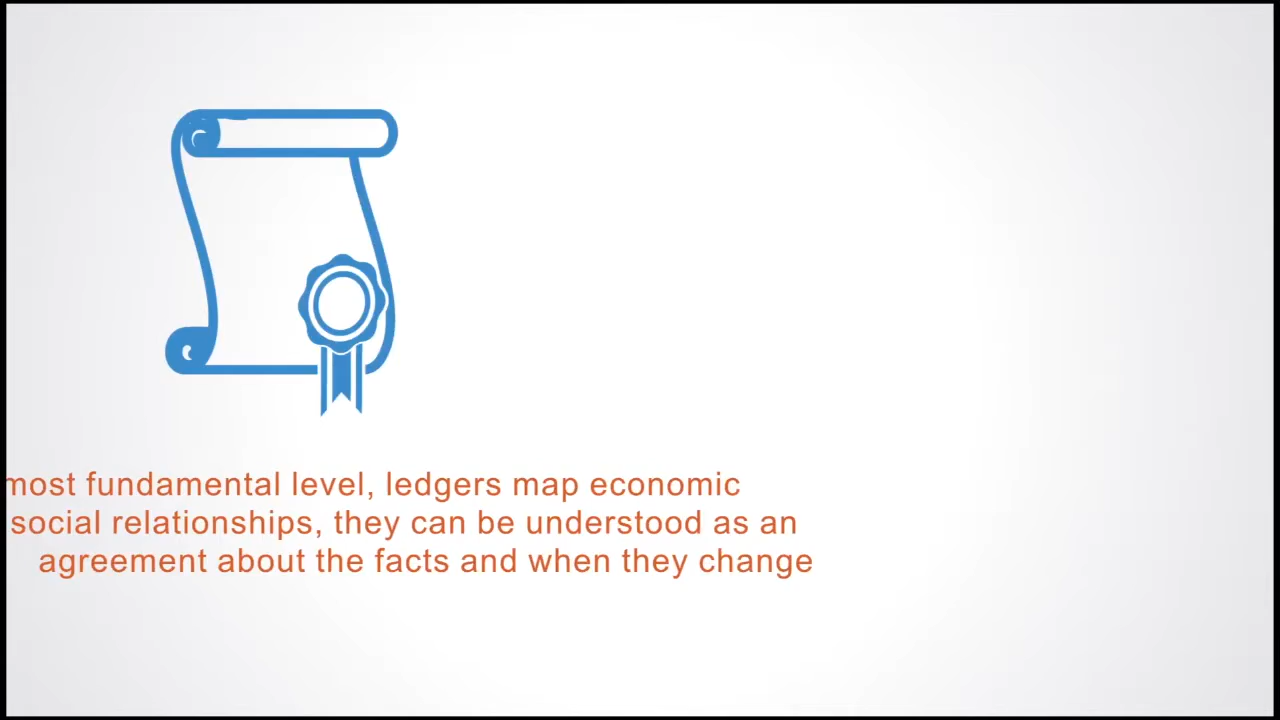 most fundamental level, ledgers map economic
social relationships, they can be understood as an
agreement about the facts and when they change